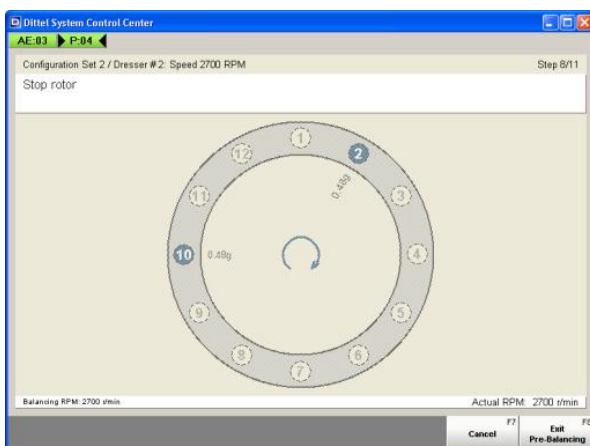 Dittel System Control Center
AE:03 P:04
Configuration Set 2 / Dresser #2: Speed 2700 RPM Step 8/11
Stop rotor
1
12 2
0.48g
11 3
10 0.48g 4
9 5
8 6
7
Balancing RPM: 2700 r/min Actual RPM: 2700 r/min
F7 F8
Cancel Exit
Pre-Balancing